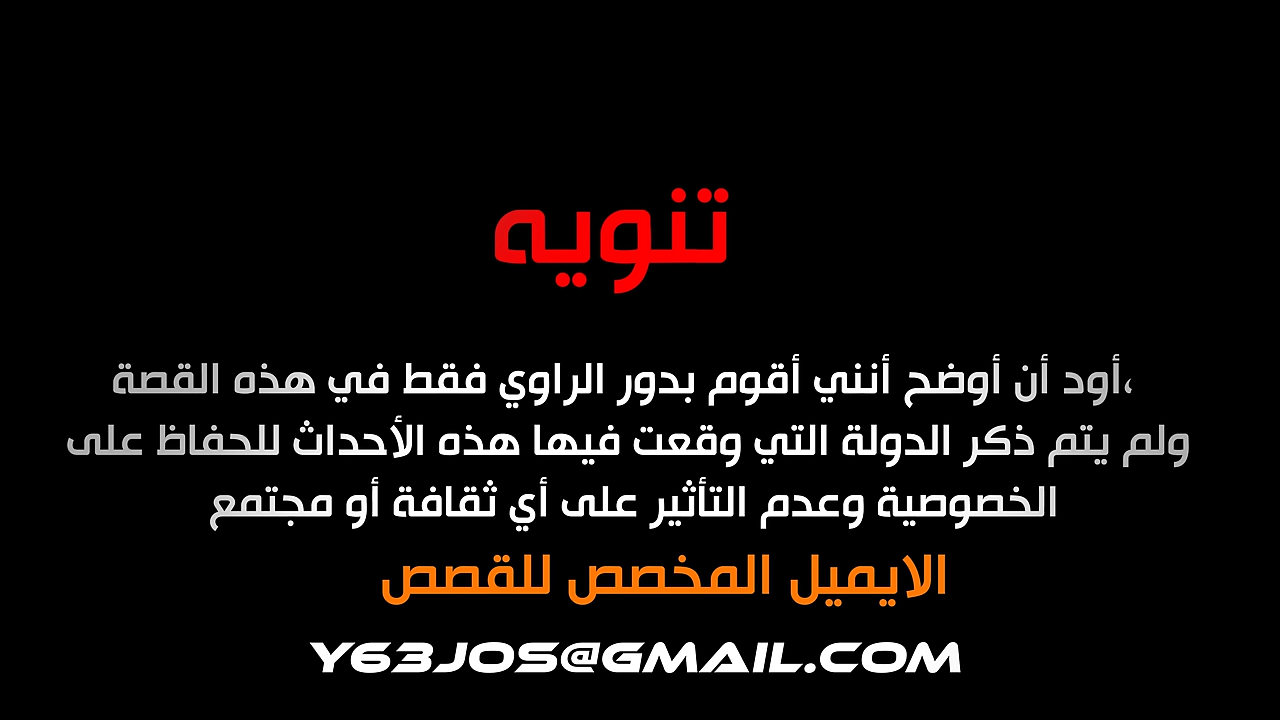 تنويه
أود أن أوضح أنني أقوم بدور الراوي فقط في هذه القصة،
ولم يتم ذكر الدولة التي وقعت فيها هذه الأحداث للحفاظ على
الخصوصية وعدم التأثير على أي ثقافة أو مجتمع
الايميل المخصص للقصص
Y63JOS@GMAIL.COM